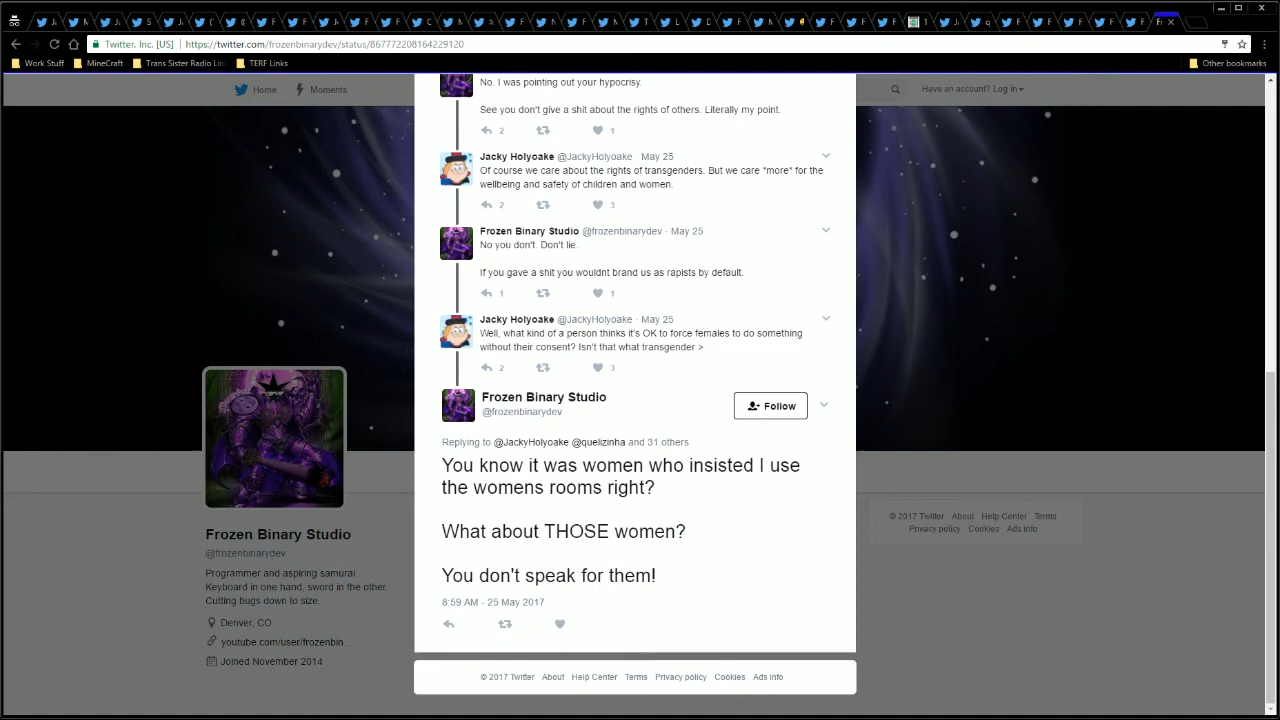 Twitter, Inc. [US]
https://twitter.com/frozenbinarydev/status/867772208164229120
Work Stuff
MineCraft
Trans Sister Radio Lin
TERF Links
Other bookmarks
Home
Moments
Have an account? Log in
No. I was pointing out your hypocrisy.
See you don't give a shit about the rights of others. Literally my point.
2
1
Jacky Holyoake @JackyHolyoake · May 25
Of course we care about the rights of transgenders. But we care *more* for the
wellbeing and safety of children and women.
2
3
Frozen Binary Studio @frozenbinarydev · May 25
No you don't. Don't lie.
If you gave a shit you wouldnt brand us as rapists by default.
1
1
Jacky Holyoake @JackyHolyoake · May 25
Well, what kind of a person thinks it's OK to force females to do something
without their consent? Isn't that what transgender >
2
3
Frozen Binary Studio
@frozenbinarydev
Follow
Replying to @JackyHolyoake @quelizinha and 31 others
You know it was women who insisted I use
the womens rooms right?
What about THOSE women?
You don't speak for them!
8:59 AM - 25 May 2017
© 2017 Twitter About Help Center Terms Privacy policy Cookies Ads info
Frozen Binary Studio
@frozenbinarydev
Programmer and aspiring samurai.
Keyboard in one hand, sword in the other.
Cutting bugs down to size.
Denver, CO
youtube.com/user/frozenbin...
Joined November 2014
© 2017 Twitter About Help Center Terms
Privacy policy Cookies Ads info